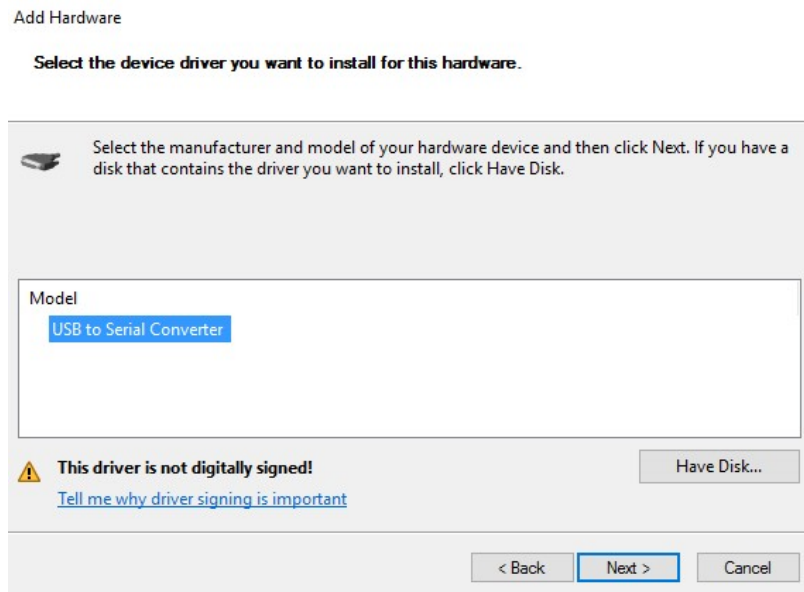 Add Hardware
Select the device driver you want to install for this hardware.
Select the manufacturer and model of your hardware device and then click Next. If you have a
disk that contains the driver you want to install, click Have Disk.
Model
USB to Serial Converter
This driver is not digitally signed!
Have Disk...
Tell me why driver signing is important
< Back
Next >
Cancel